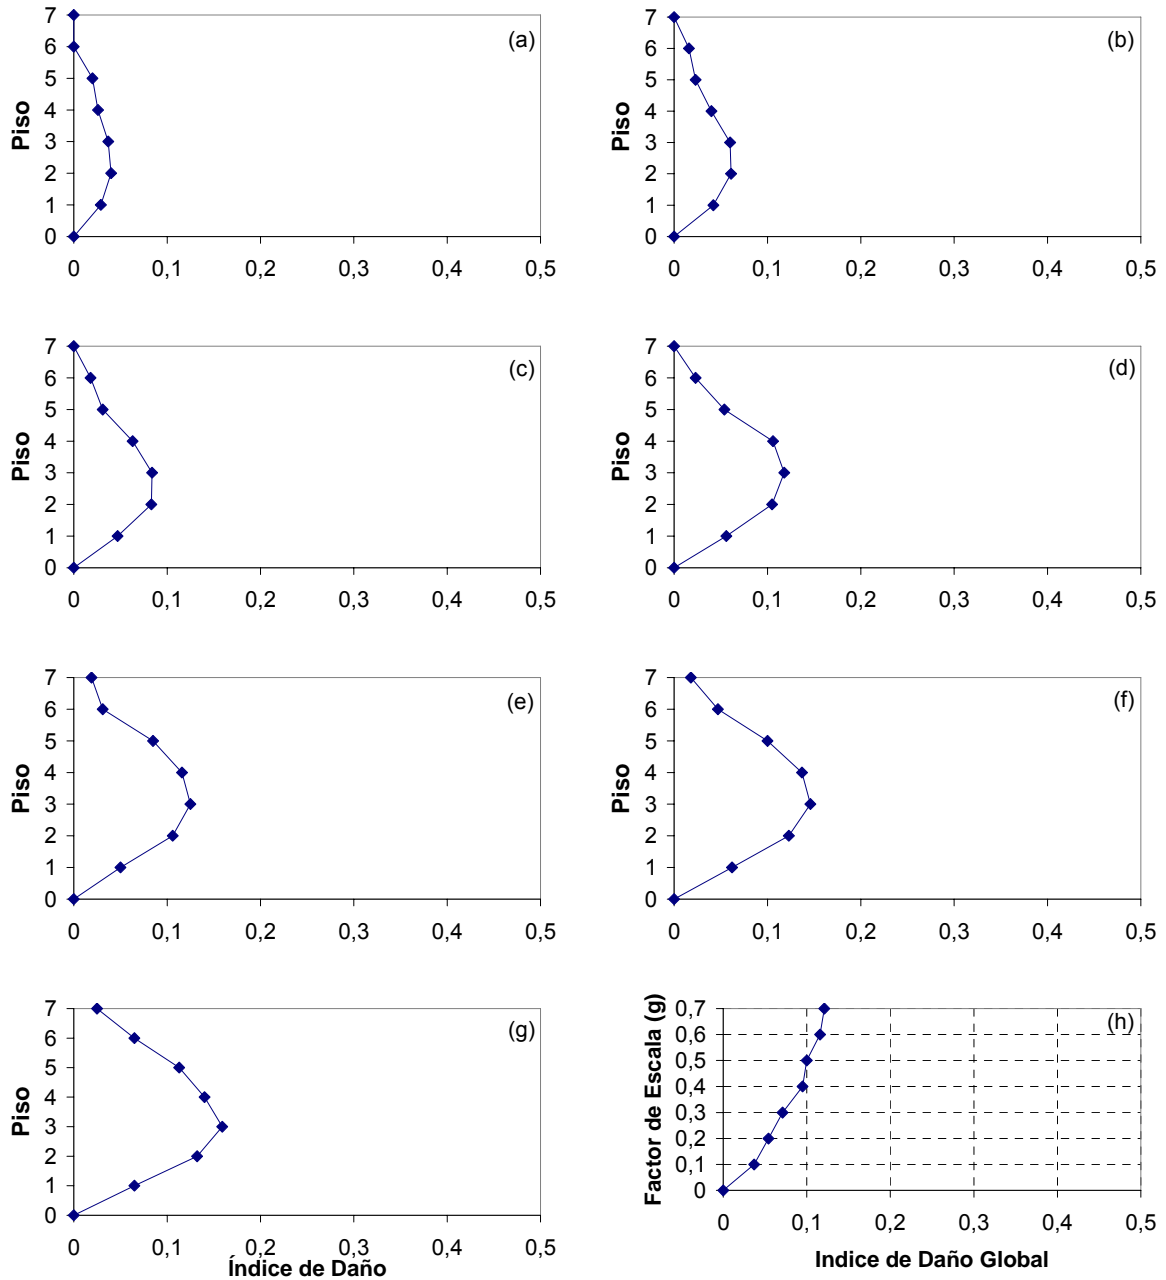 (a)
Piso
7
6
5
4
3
2
1
0
0 0,1 0,2 0,3 0,4 0,5
(b)
Piso
7
6
5
4
3
2
1
0
0 0,1 0,2 0,3 0,4 0,5
(c)
Piso
7
6
5
4
3
2
1
0
0 0,1 0,2 0,3 0,4 0,5
(d)
Piso
7
6
5
4
3
2
1
0
0 0,1 0,2 0,3 0,4 0,5
(e)
Piso
7
6
5
4
3
2
1
0
0 0,1 0,2 0,3 0,4 0,5
(f)
Piso
7
6
5
4
3
2
1
0
0 0,1 0,2 0,3 0,4 0,5
(g)
Piso
7
6
5
4
3
2
1
0
0 0,1 0,2 0,3 0,4 0,5
Índice de Daño
(h)
Factor de Escala (g)
0,7
0,6
0,5
0,4
0,3
0,2
0,1
0
0 0,1 0,2 0,3 0,4 0,5
Indice de Daño Global